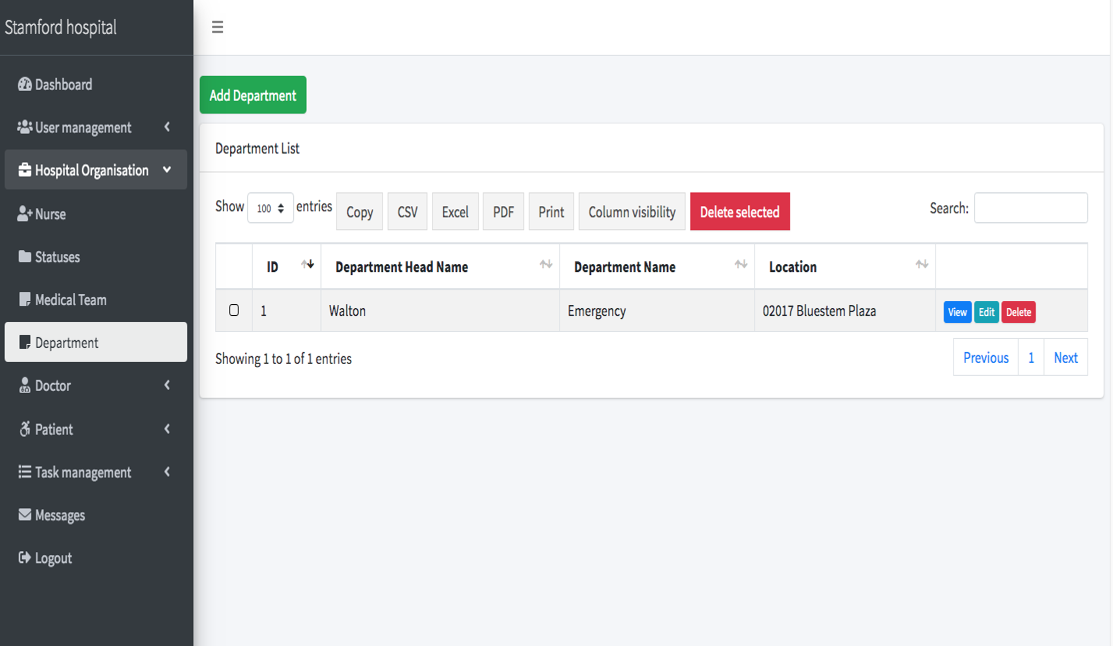 Stamford hospital
Dashboard
User management
Hospital Organisation
Nurse
Statuses
Medical Team
Department
Doctor
Patient
Task management
Messages
Logout
Add Department
Department List
Show 100 entries Copy CSV Excel PDF Print Column visibility Delete selected Search:
ID Department Head Name Department Name Location
1 Walton Emergency 02017 Bluestem Plaza View Edit Delete
Showing 1 to 1 of 1 entries Previous 1 Next